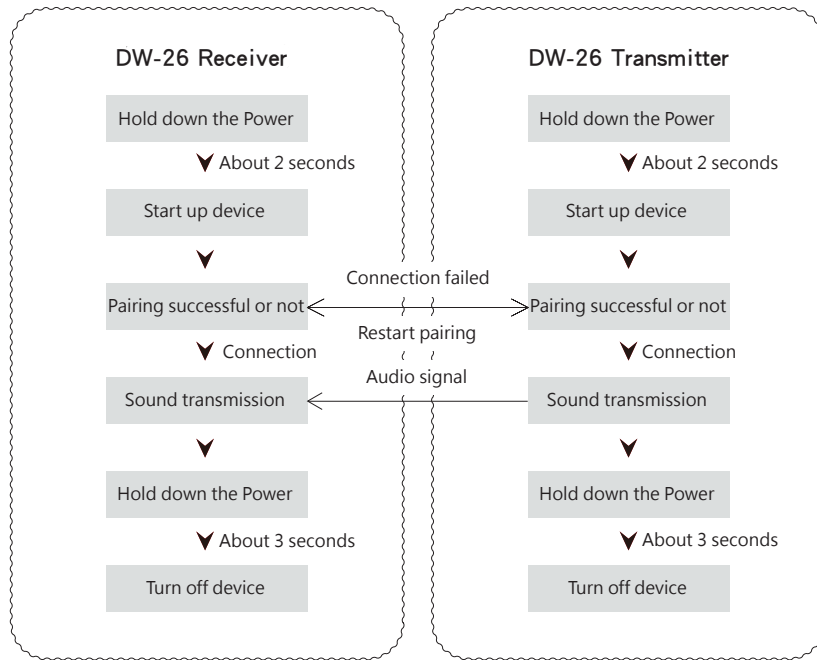 DW-26 Receiver
Hold down the Power
About 2 seconds
Start up device
Pairing successful or not
Connection
Sound transmission
Hold down the Power
About 3 seconds
Turn off device
Connection failed
Restart pairing
Audio signal
DW-26 Transmitter
Hold down the Power
About 2 seconds
Start up device
Pairing successful or not
Connection
Sound transmission
Hold down the Power
About 3 seconds
Turn off device